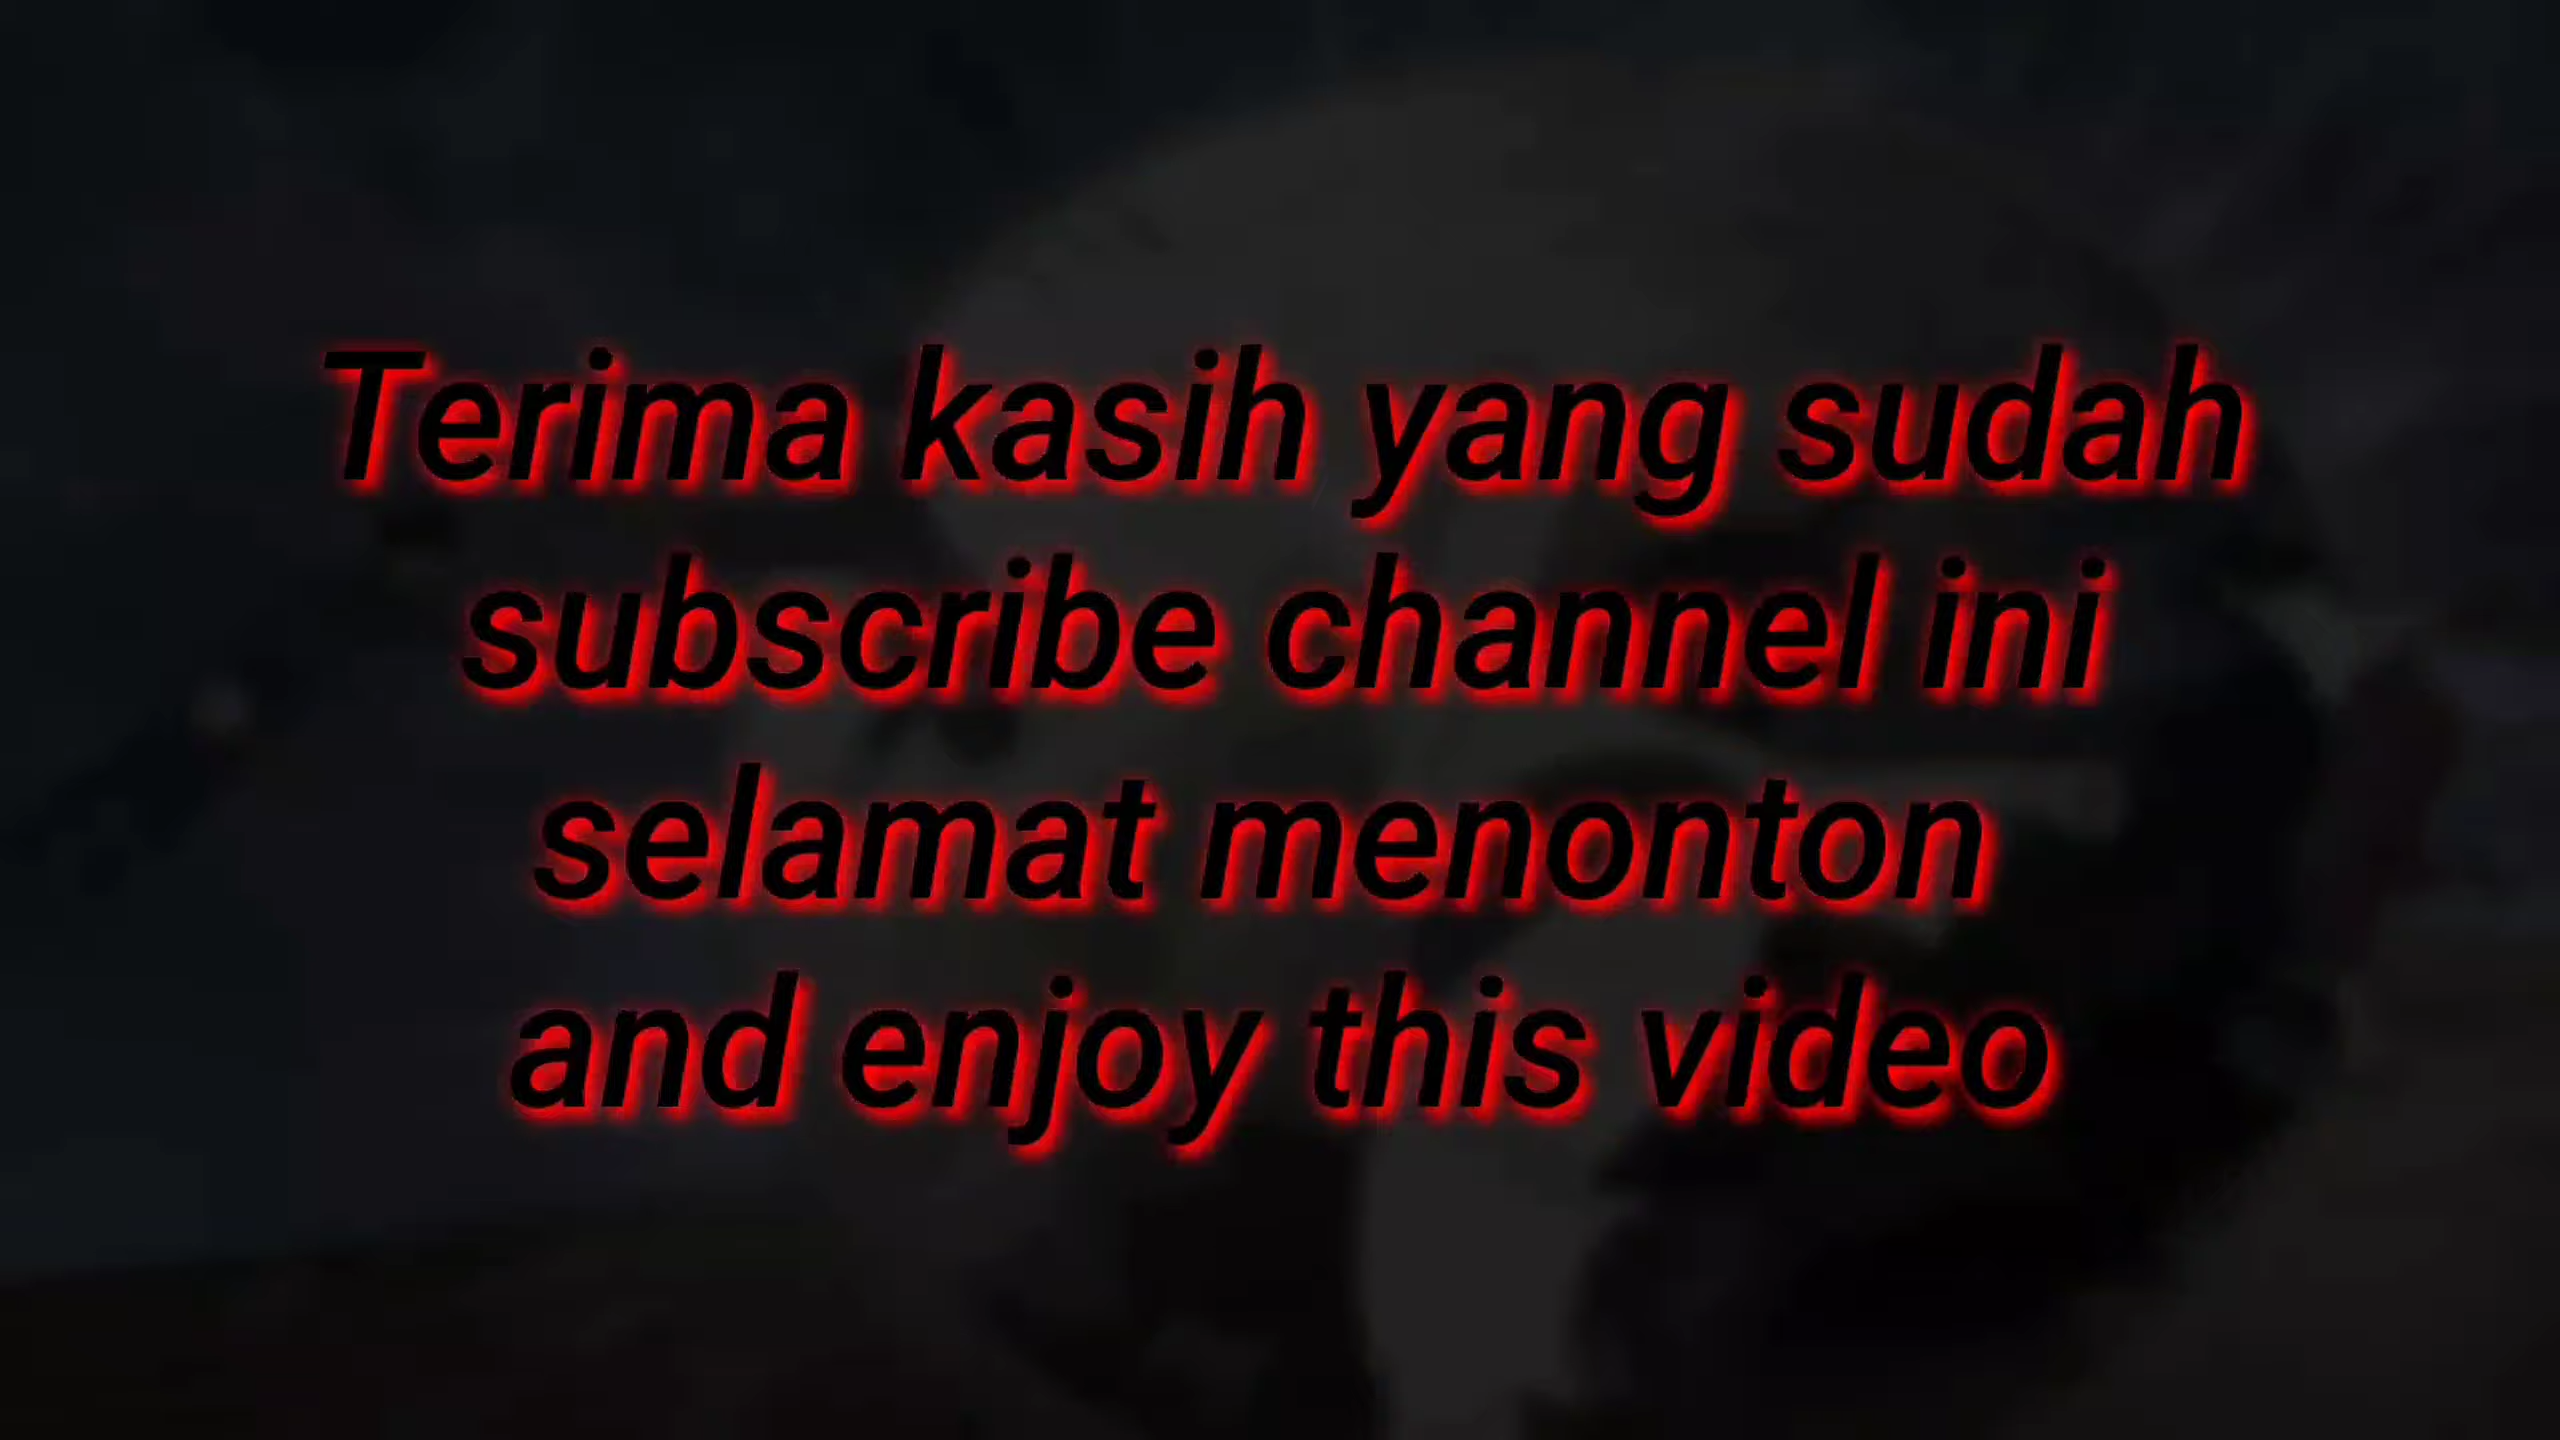 Terima kasih yang sudah
subscribe channel ini
selamat menonton
and enjoy this video